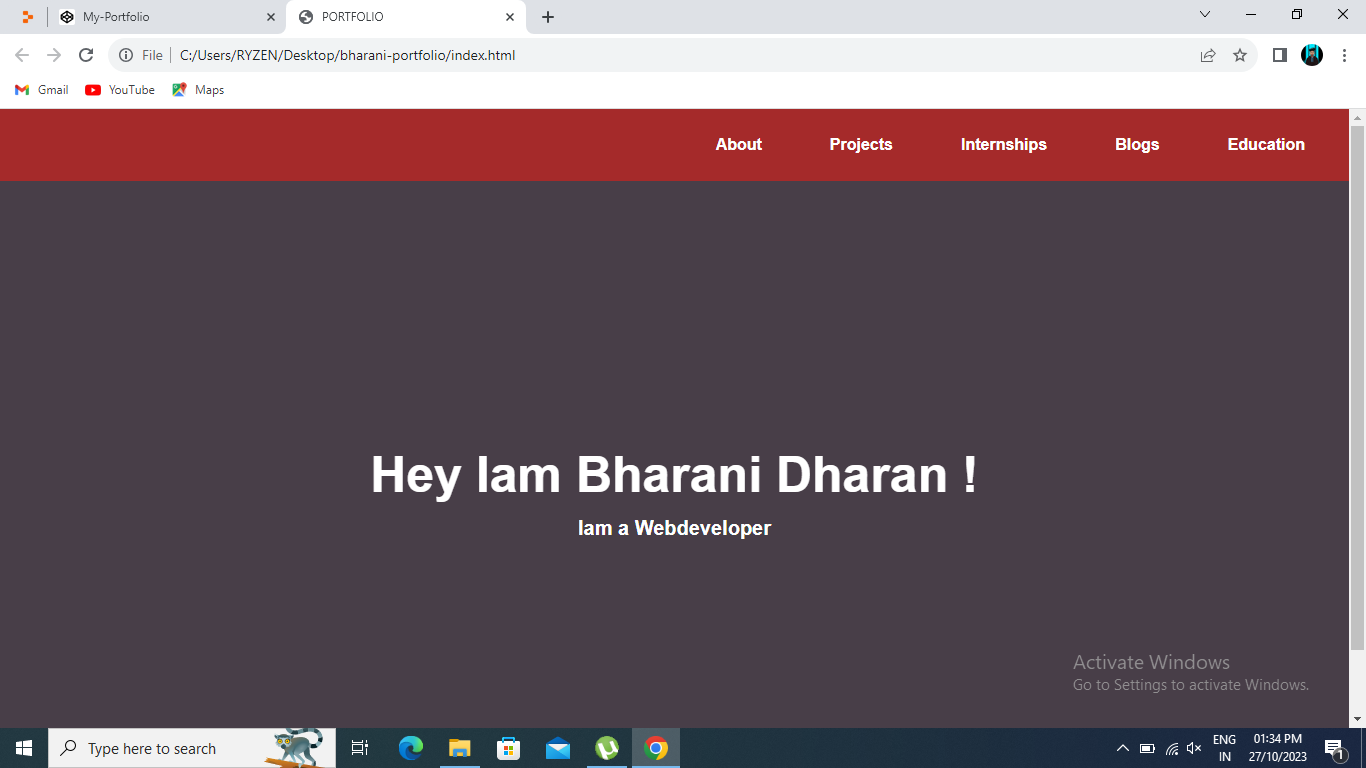 My-Portfolio
PORTFOLIO
File
C:/Users/RYZEN/Desktop/bharani-portfolio/index.html
Gmail YouTube Maps
About Projects Internships Blogs Education
Hey Iam Bharani Dharan !
Iam a Webdeveloper
Activate Windows
Go to Settings to activate Windows.
Type here to search
ENG
IN
01:34 PM
27/10/2023
1